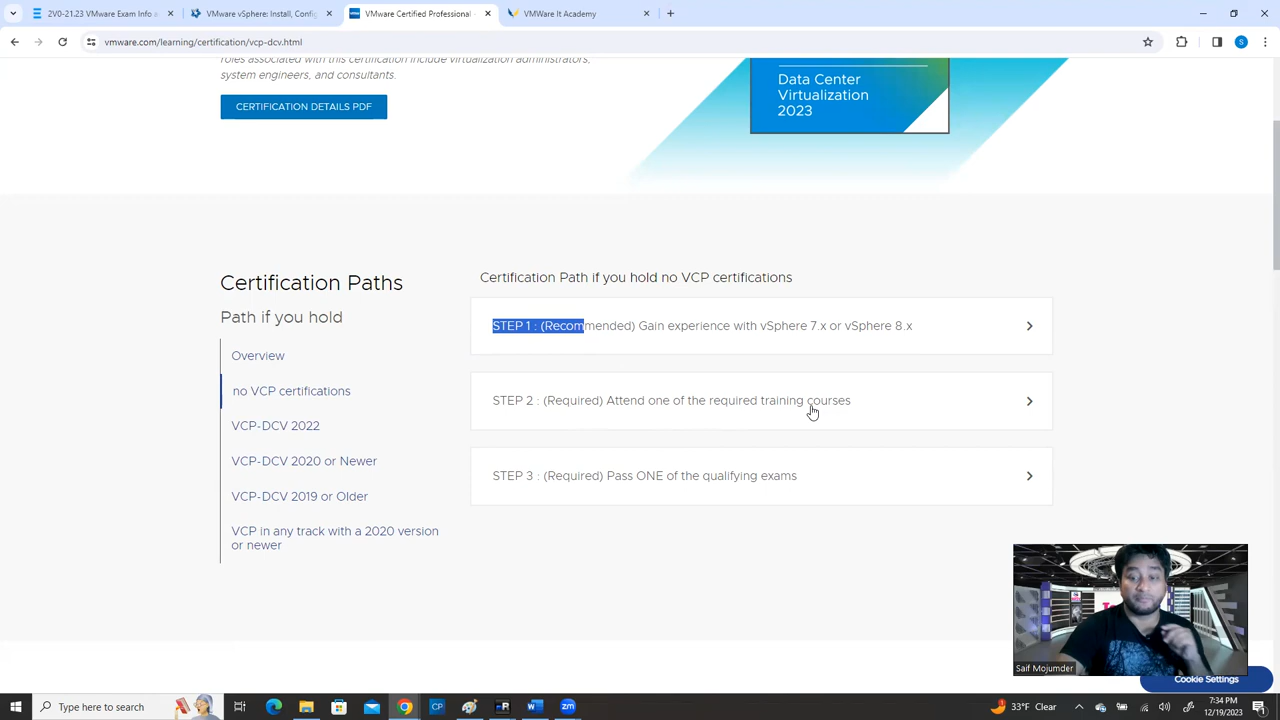 2V0-21.23 VMware Exam Info a
VMware vSphere: Install, Config
VMware Certified Professional
VMWare It Academy
vmware.com/learning/certification/vcp-dcv.html
S
roles associated with this certification include virtualization administrators,
system engineers, and consultants.
CERTIFICATION DETAILS PDF
Data Center
Virtualization
2023
Certification Paths
Path if you hold
Overview
no VCP certifications
VCP-DCV 2022
VCP-DCV 2020 or Newer
VCP-DCV 2019 or Older
VCP in any track with a 2020 version
or newer
Certification Path if you hold no VCP certifications
STEP 1 : (Recommended) Gain experience with vSphere 7.x or vSphere 8.x
STEP 2 : (Required) Attend one of the required training courses
STEP 3 : (Required) Pass ONE of the qualifying exams
Saif Mojumder
Cookie Settings
Type here to search
CP
R
W
zm
33°F Clear
7:34 PM
12/19/2023